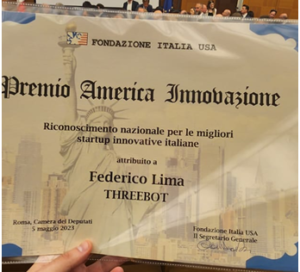 FONDAZIONE ITALIA USA
Premio America Innovazione
Riconoscimento nazionale per le migliori
startup innovative italiane
attribuito a
Federico Lima
THREEBOT
Roma, Camera dei Deputati
5 maggio 2023
Fondazione Italia USA
Il Segretario Generale